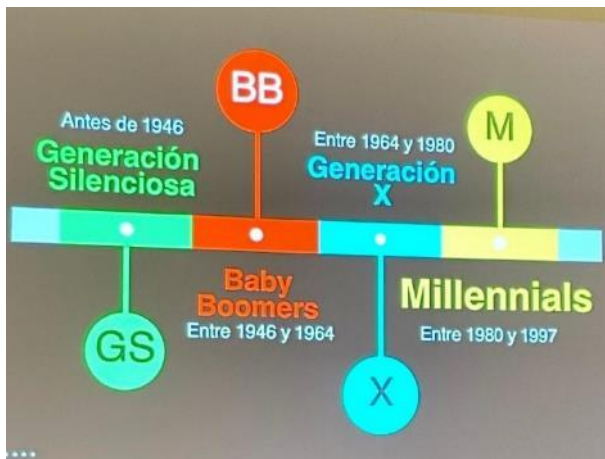 BB
Antes de 1946
Generación
Silenciosa
Entre 1964 y 1980
Generación
X
M
GS
Baby
Boomers
Entre 1946 y 1964
X
Millennials
Entre 1980 y 1997